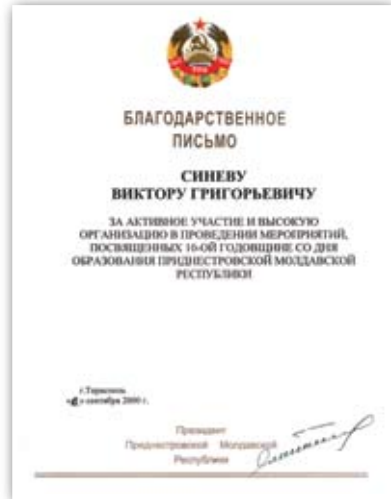 БЛАГОДАРСТВЕННОЕ
ПИСЬМО
СИНЕВУ
ВИКТОРУ ГРИГОРЬЕВИЧУ
ЗА АКТИВНОЕ УЧАСТИЕ И ВЫСОКУЮ
ОРГАНИЗАЦИЮ В ПРОВЕДЕНИИ МЕРОПРИЯТИЙ,
ПОСВЯЩЕННЫХ 10-ОЙ ГОДОВЩИНЕ СО ДНЯ
ОБРАЗОВАНИЯ ПРИДНЕСТРОВСКОЙ МОЛДАВСКОЙ
РЕСПУБЛИКИ
г.Тирасполь
сентября 2000 г.
Президент
Приднестровской Молдавской
Республики